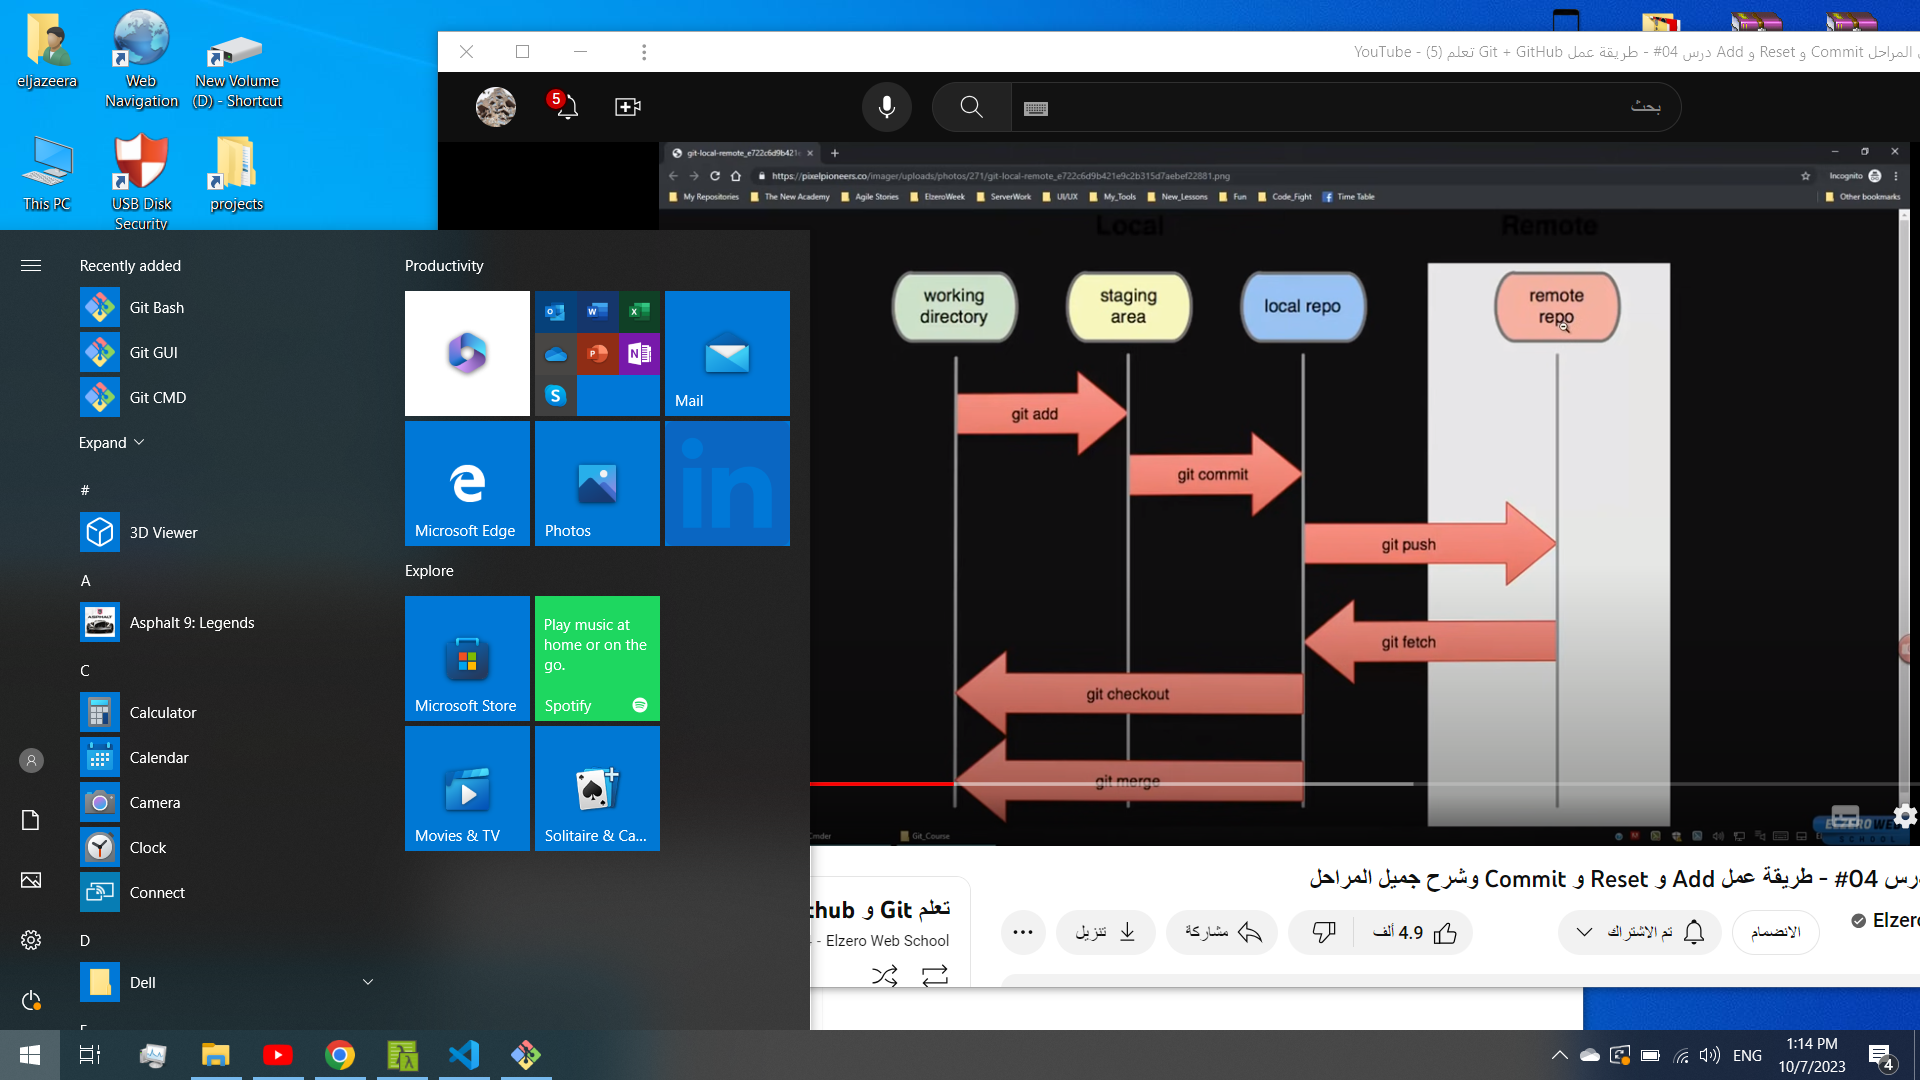 eljazeera
Web
Navigation
New Volume
(D) - Shortcut
This PC
USB Disk
Security
projects
المراحل Commit و Reset و Add درس 04# - طريقة عمل Git + GitHub تعلم (5) - YouTube
5
بحث
git-local-remote_e722c6d9b421
https://pixelpioneers.co/imager/uploads/photos/271/git-local-remote_e722c6d9b421e9c2b315d7aebef22881.png
Incognito
My Repositories
The New Academy
Agile Stories
ElzeroWeek
ServerWork
UI/UX
My_Tools
New_Lessons
Fun
Code_Fight
Time Table
Other bookmarks
Local
Remote
working
directory
staging
area
local repo
remote
repo
git add
git commit
git push
git fetch
git checkout
git merge
Cmder
Git_Course
ELZERO WEB
SCHOOL
درس 04# - طريقة عمل Add و Reset و Commit وشرح جميل المراحل
تعلم Git و thub
- Elzero Web School
تنزيل
مشاركة
4.9 ألف
تم الاشتراك
الانضمام
Elzero
Recently added
Git Bash
Git GUI
Git CMD
Expand
#
3D Viewer
A
Asphalt 9: Legends
C
Calculator
Calendar
Camera
Clock
Connect
D
Dell
Productivity
Mail
Microsoft Edge
Photos
in
Explore
Microsoft Store
Play music at
home or on the
go.
Spotify
Movies & TV
Solitaire & Ca...
ENG
1:14 PM
10/7/2023
4